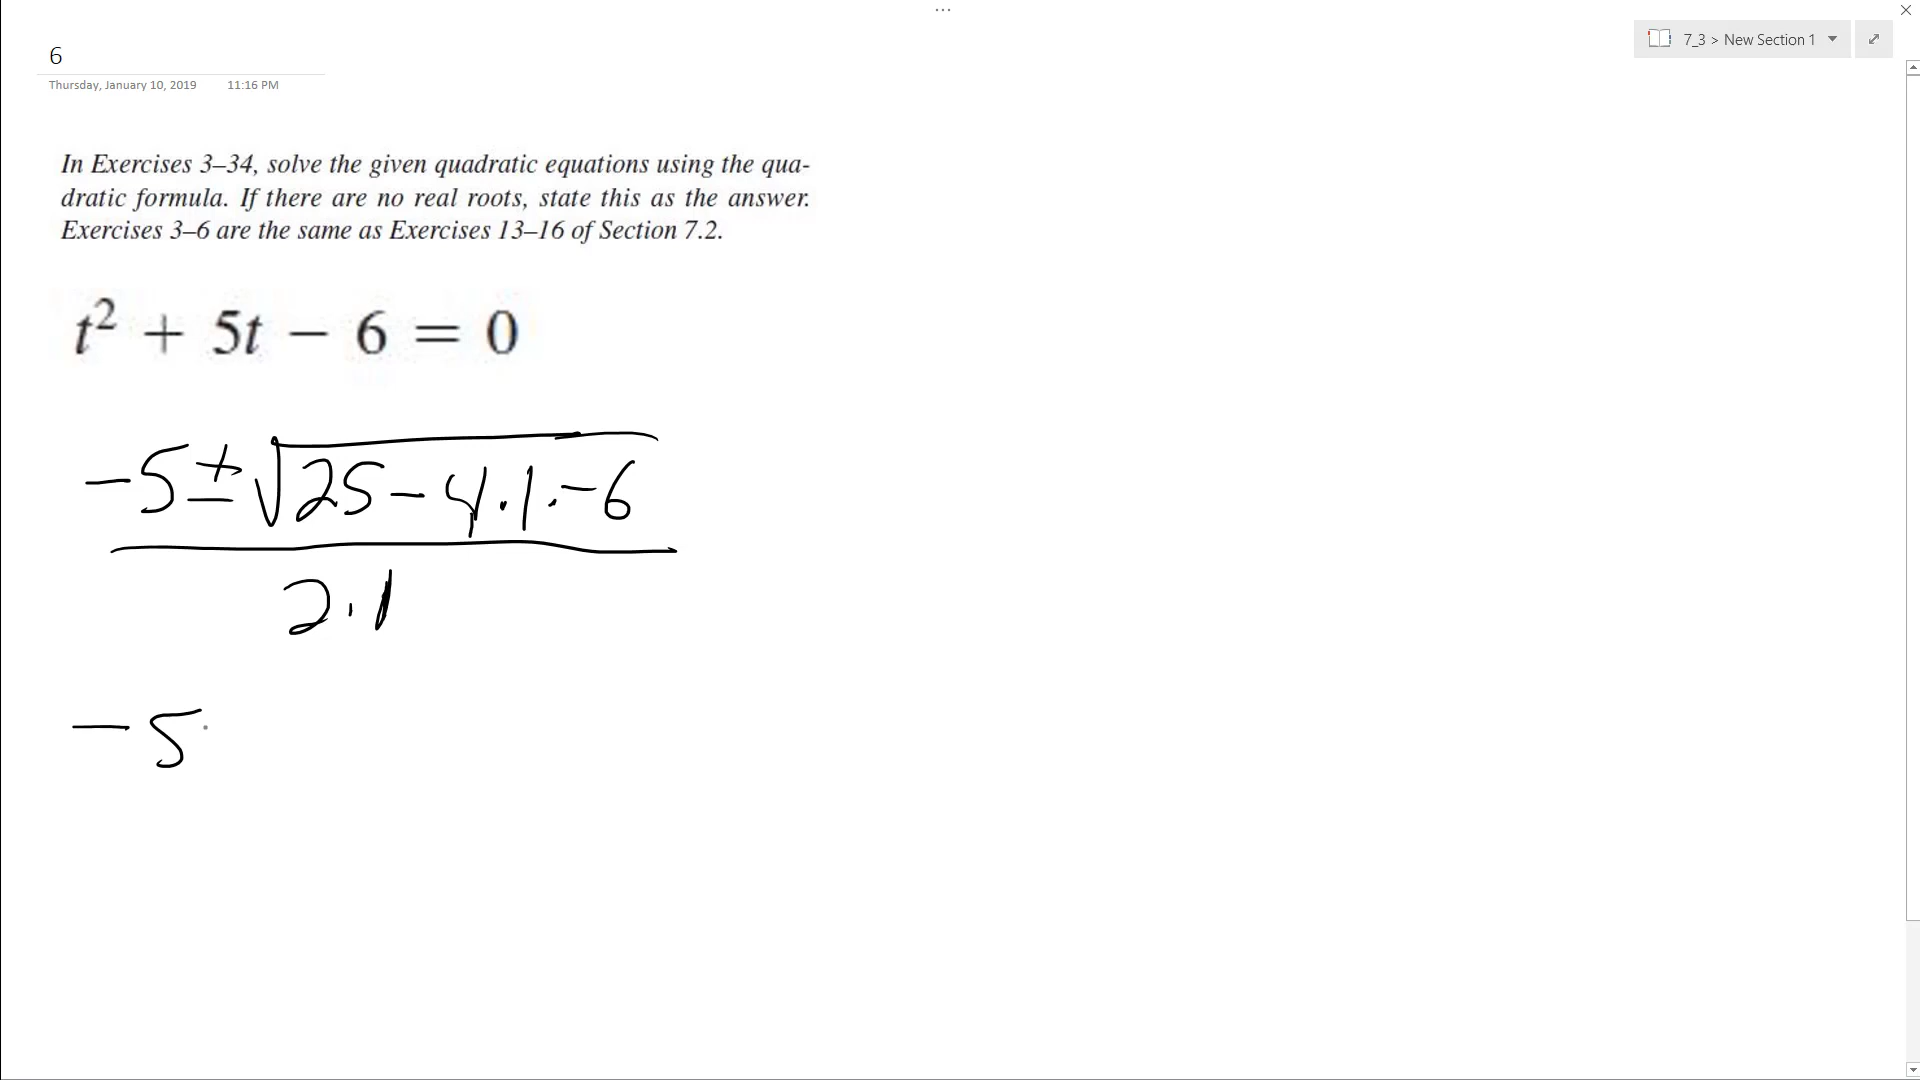 ...
7_3 > New Section 1
6
Thursday, January 10, 2019 11:16 PM
In Exercises 3–34, solve the given quadratic equations using the qua-
dratic formula. If there are no real roots, state this as the answer.
Exercises 3–6 are the same as Exercises 13–16 of Section 7.2.
t² + 5t − 6 = 0
−5 ± √25 − 4·1·−6
2·1
−5